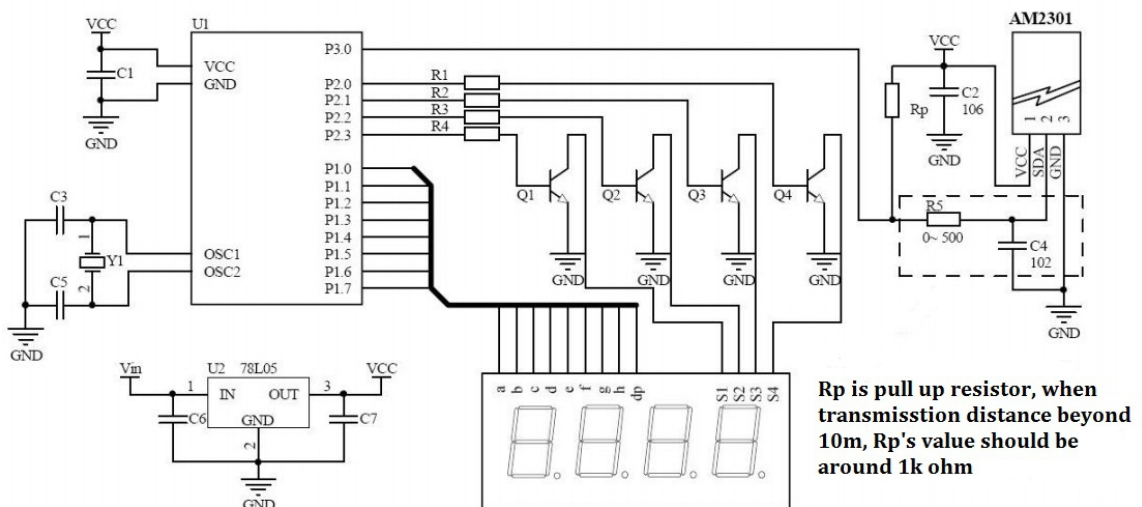 VCC
U1
C1
GND
VCC
GND
P3.0
P2.0
P2.1
P2.2
P2.3
P1.0
P1.1
P1.2
P1.3
P1.4
P1.5
P1.6
P1.7
OSC1
OSC2
R1
R2
R3
R4
C3
1
Y1
2
C5
GND
Q1
Q2
Q3
Q4
GND
GND
GND
GND
AM2301
VCC
Rp
C2
106
GND
1 2 3
VCC
SDA
GND
R5
0~ 500
C4
102
GND
Vin
U2 78L05
VCC
1
IN OUT
3
GND
2
C6
C7
GND
a b c d e f g h dp
S1 S2 S3 S4
Rp is pull up resistor, when
transmisstion distance beyond
10m, Rp's value should be
around 1k ohm